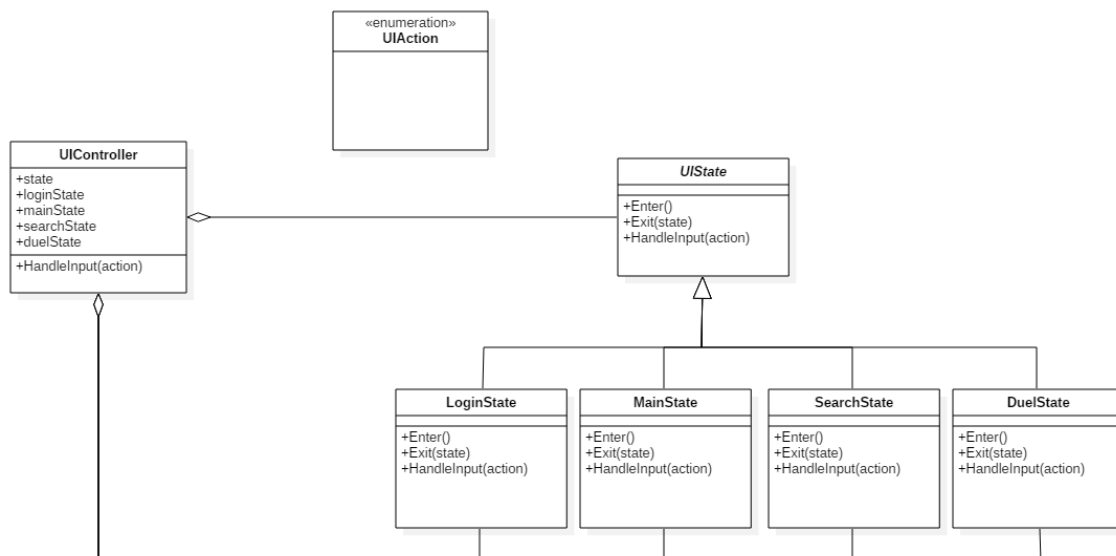 «enumeration»
UIAction
UIController
+state
+loginState
+mainState
+searchState
+duelState
+HandleInput(action)
UIState
+Enter()
+Exit(state)
+HandleInput(action)
LoginState
+Enter()
+Exit(state)
+HandleInput(action)
MainState
+Enter()
+Exit(state)
+HandleInput(action)
SearchState
+Enter()
+Exit(state)
+HandleInput(action)
DuelState
+Enter()
+Exit(state)
+HandleInput(action)